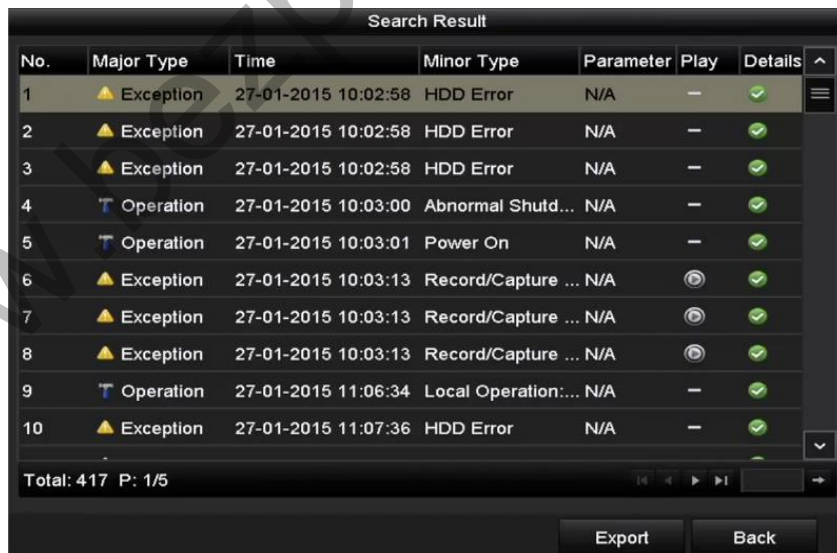 Search Result
No. Major Type Time Minor Type Parameter Play Details
1 Exception 27-01-2015 10:02:58 HDD Error N/A –
2 Exception 27-01-2015 10:02:58 HDD Error N/A –
3 Exception 27-01-2015 10:02:58 HDD Error N/A –
4 Operation 27-01-2015 10:03:00 Abnormal Shutd... N/A –
5 Operation 27-01-2015 10:03:01 Power On N/A –
6 Exception 27-01-2015 10:03:13 Record/Capture ... N/A
7 Exception 27-01-2015 10:03:13 Record/Capture ... N/A
8 Exception 27-01-2015 10:03:13 Record/Capture ... N/A
9 Operation 27-01-2015 11:06:34 Local Operation:... N/A –
10 Exception 27-01-2015 11:07:36 HDD Error N/A –
Total: 417 P: 1/5
Export Back